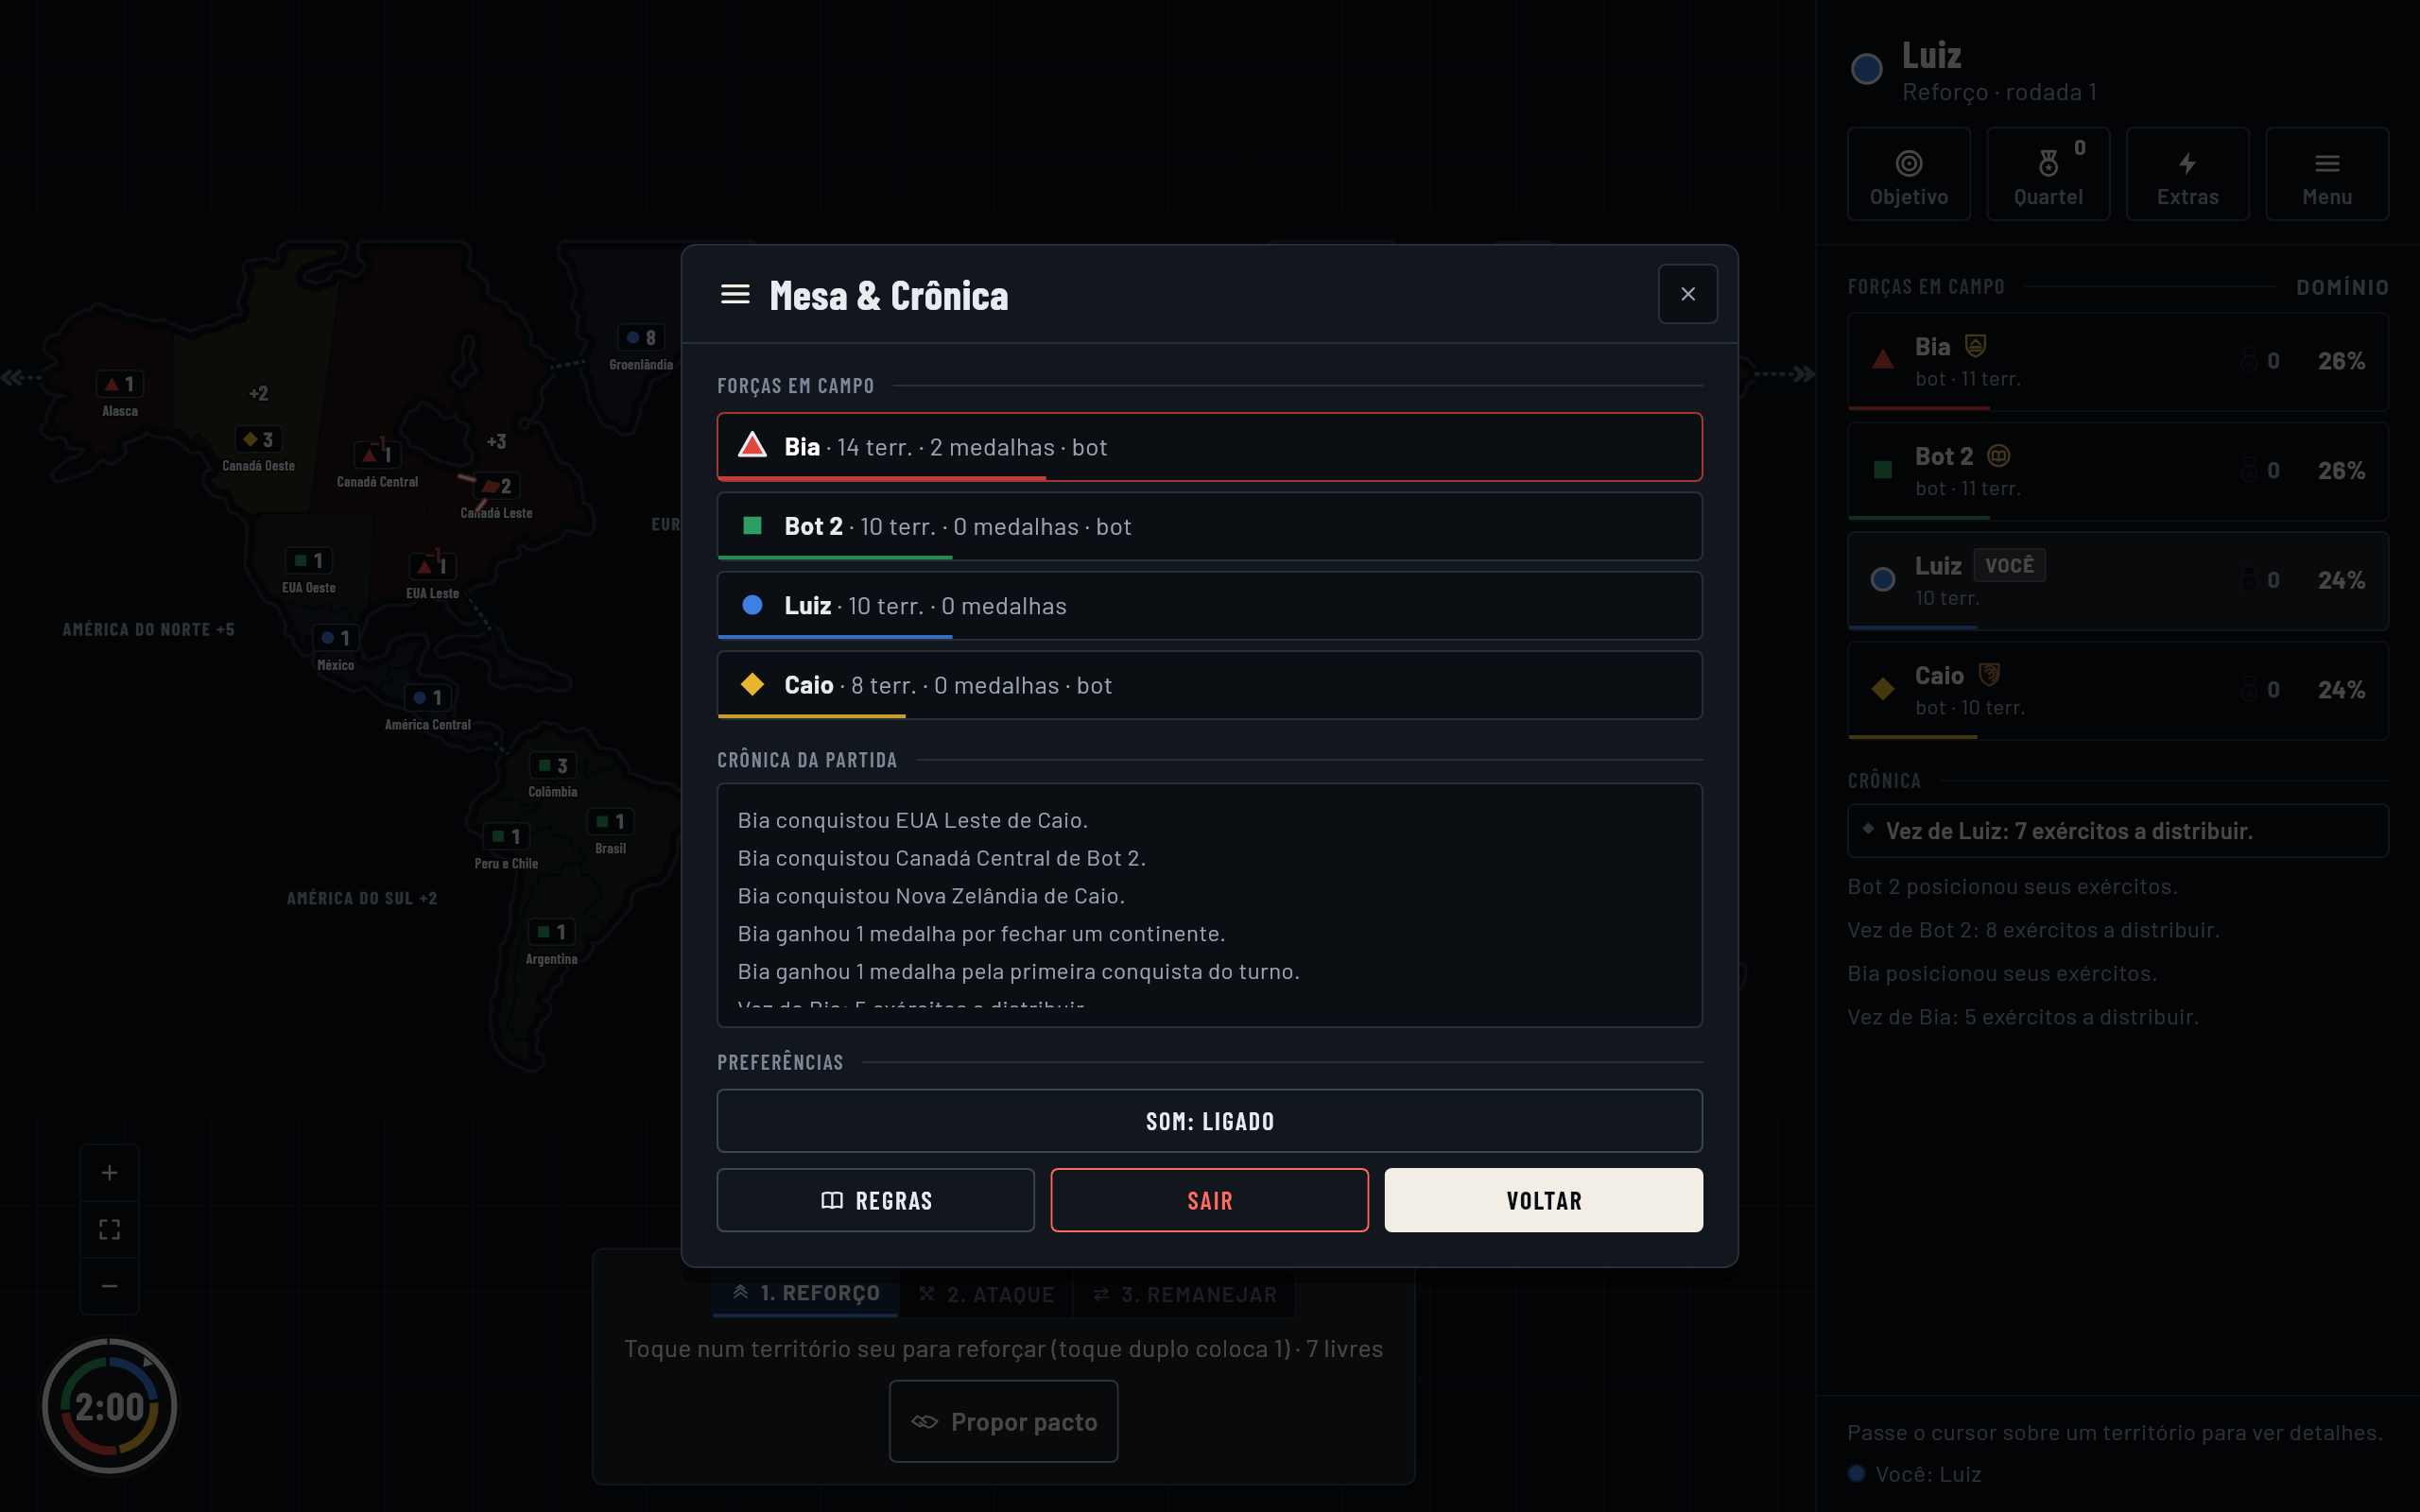 Luiz
Reforço · rodada 1
Objetivo
0
Quartel
Extras
Menu
FORÇAS EM CAMPO
DOMÍNIO
Bia
bot · 11 terr.
0
26%
Bot 2
bot · 11 terr.
0
26%
Luiz VOCÊ
10 terr.
0
24%
Caio
bot · 10 terr.
0
24%
CRÔNICA
Vez de Luiz: 7 exércitos a distribuir.
Bot 2 posicionou seus exércitos.
Vez de Bot 2: 8 exércitos a distribuir.
Bia posicionou seus exércitos.
Vez de Bia: 5 exércitos a distribuir.
Passe o cursor sobre um território para ver detalhes.
Você: Luiz
Mesa & Crônica
FORÇAS EM CAMPO
Bia · 14 terr. · 2 medalhas · bot
Bot 2 · 10 terr. · 0 medalhas · bot
Luiz · 10 terr. · 0 medalhas
Caio · 8 terr. · 0 medalhas · bot
CRÔNICA DA PARTIDA
Bia conquistou EUA Leste de Caio.
Bia conquistou Canadá Central de Bot 2.
Bia conquistou Nova Zelândia de Caio.
Bia ganhou 1 medalha por fechar um continente.
Bia ganhou 1 medalha pela primeira conquista do turno.
Vez de Bia: 5 exércitos a distribuir.
PREFERÊNCIAS
SOM: LIGADO
REGRAS
SAIR
VOLTAR
8
Groenlândia
1
Alasca
+2
3
Canadá Oeste
-1
1
Canadá Central
+3
2
Canadá Leste
EUR
1
EUA Oeste
-1
1
EUA Leste
AMÉRICA DO NORTE +5
1
México
1
América Central
3
Colômbia
1
Brasil
1
Peru e Chile
AMÉRICA DO SUL +2
1
Argentina
+
−
2:00
1. REFORÇO
2. ATAQUE
3. REMANEJAR
Toque num território seu para reforçar (toque duplo coloca 1) · 7 livres
Propor pacto